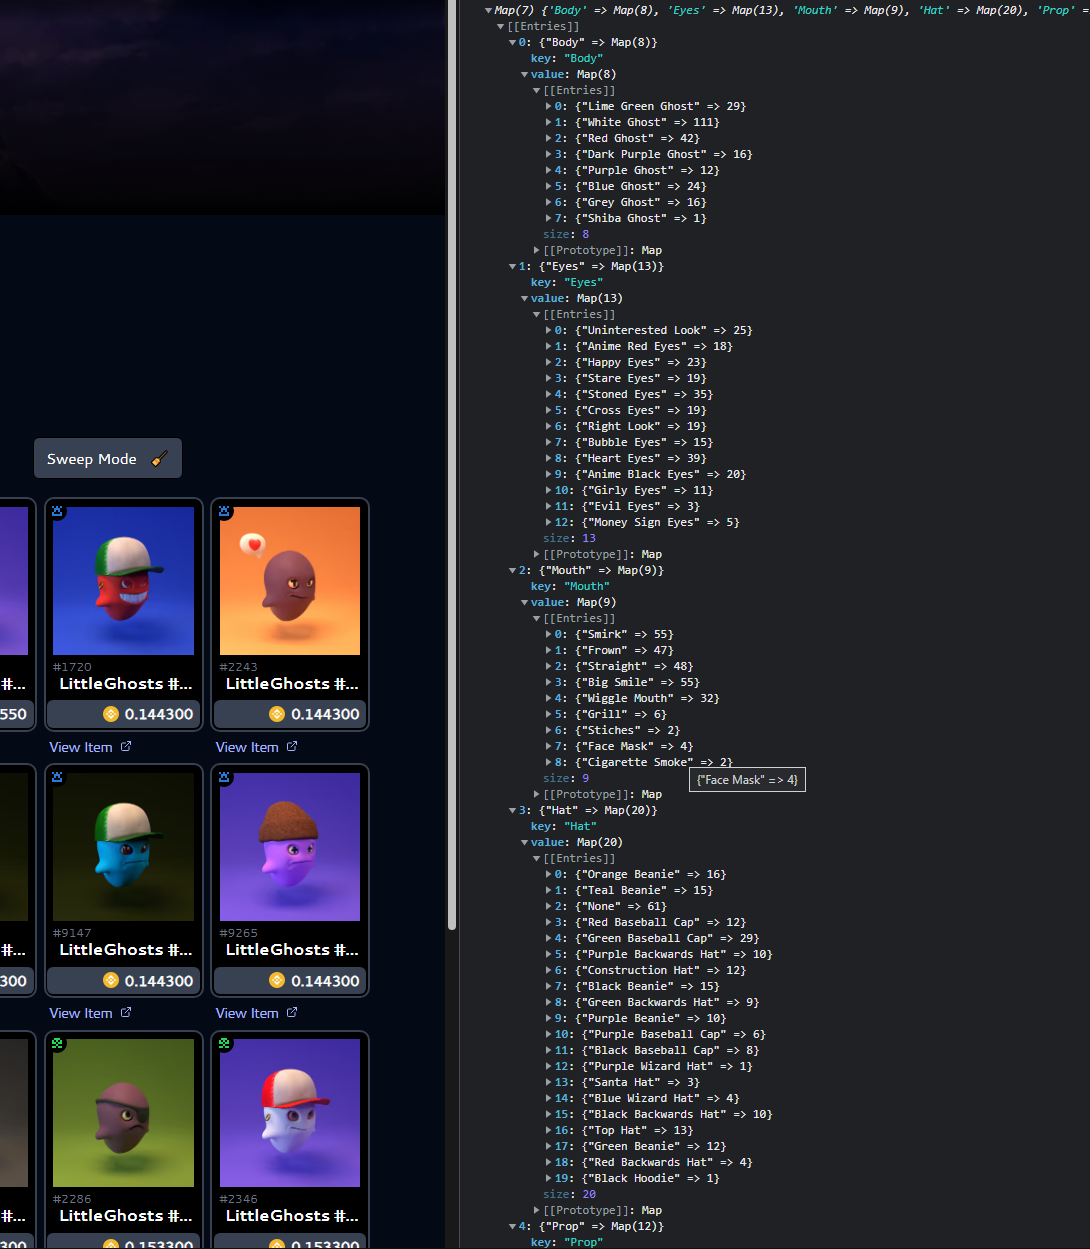 Sweep Mode
#1720
#2243
#...
LittleGhosts #...
LittleGhosts #...
550
0.144300
0.144300
View Item
View Item
#9147
#9265
#...
LittleGhosts #...
LittleGhosts #...
300
0.144300
0.144300
View Item
View Item
#2286
#2346
#...
LittleGhosts #...
LittleGhosts #...
300
0.153300
0.153300
Map(7) {'Body' => Map(8), 'Eyes' => Map(13), 'Mouth' => Map(9), 'Hat' => Map(20), 'Prop' =
[[Entries]]
0: {"Body" => Map(8)}
key: "Body"
value: Map(8)
[[Entries]]
0: {"Lime Green Ghost" => 29}
1: {"White Ghost" => 111}
2: {"Red Ghost" => 42}
3: {"Dark Purple Ghost" => 16}
4: {"Purple Ghost" => 12}
5: {"Blue Ghost" => 24}
6: {"Grey Ghost" => 16}
7: {"Shiba Ghost" => 1}
size: 8
[[Prototype]]: Map
1: {"Eyes" => Map(13)}
key: "Eyes"
value: Map(13)
[[Entries]]
0: {"Uninterested Look" => 25}
1: {"Anime Red Eyes" => 18}
2: {"Happy Eyes" => 23}
3: {"Stare Eyes" => 19}
4: {"Stoned Eyes" => 35}
5: {"Cross Eyes" => 19}
6: {"Right Look" => 19}
7: {"Bubble Eyes" => 15}
8: {"Heart Eyes" => 39}
9: {"Anime Black Eyes" => 20}
10: {"Girly Eyes" => 11}
11: {"Evil Eyes" => 3}
12: {"Money Sign Eyes" => 5}
size: 13
[[Prototype]]: Map
2: {"Mouth" => Map(9)}
key: "Mouth"
value: Map(9)
[[Entries]]
0: {"Smirk" => 55}
1: {"Frown" => 47}
2: {"Straight" => 48}
3: {"Big Smile" => 55}
4: {"Wiggle Mouth" => 32}
5: {"Grill" => 6}
6: {"Stiches" => 2}
7: {"Face Mask" => 4}
8: {"Cigarette Smoke" => 2}
size: 9
{"Face Mask" => 4}
[[Prototype]]: Map
3: {"Hat" => Map(20)}
key: "Hat"
value: Map(20)
[[Entries]]
0: {"Orange Beanie" => 16}
1: {"Teal Beanie" => 15}
2: {"None" => 61}
3: {"Red Baseball Cap" => 12}
4: {"Green Baseball Cap" => 29}
5: {"Purple Backwards Hat" => 10}
6: {"Construction Hat" => 12}
7: {"Black Beanie" => 15}
8: {"Green Backwards Hat" => 9}
9: {"Purple Beanie" => 10}
10: {"Purple Baseball Cap" => 6}
11: {"Black Baseball Cap" => 8}
12: {"Purple Wizard Hat" => 1}
13: {"Santa Hat" => 3}
14: {"Blue Wizard Hat" => 4}
15: {"Black Backwards Hat" => 10}
16: {"Top Hat" => 13}
17: {"Green Beanie" => 12}
18: {"Red Backwards Hat" => 4}
19: {"Black Hoodie" => 1}
size: 20
[[Prototype]]: Map
4: {"Prop" => Map(12)}
key: "Prop"